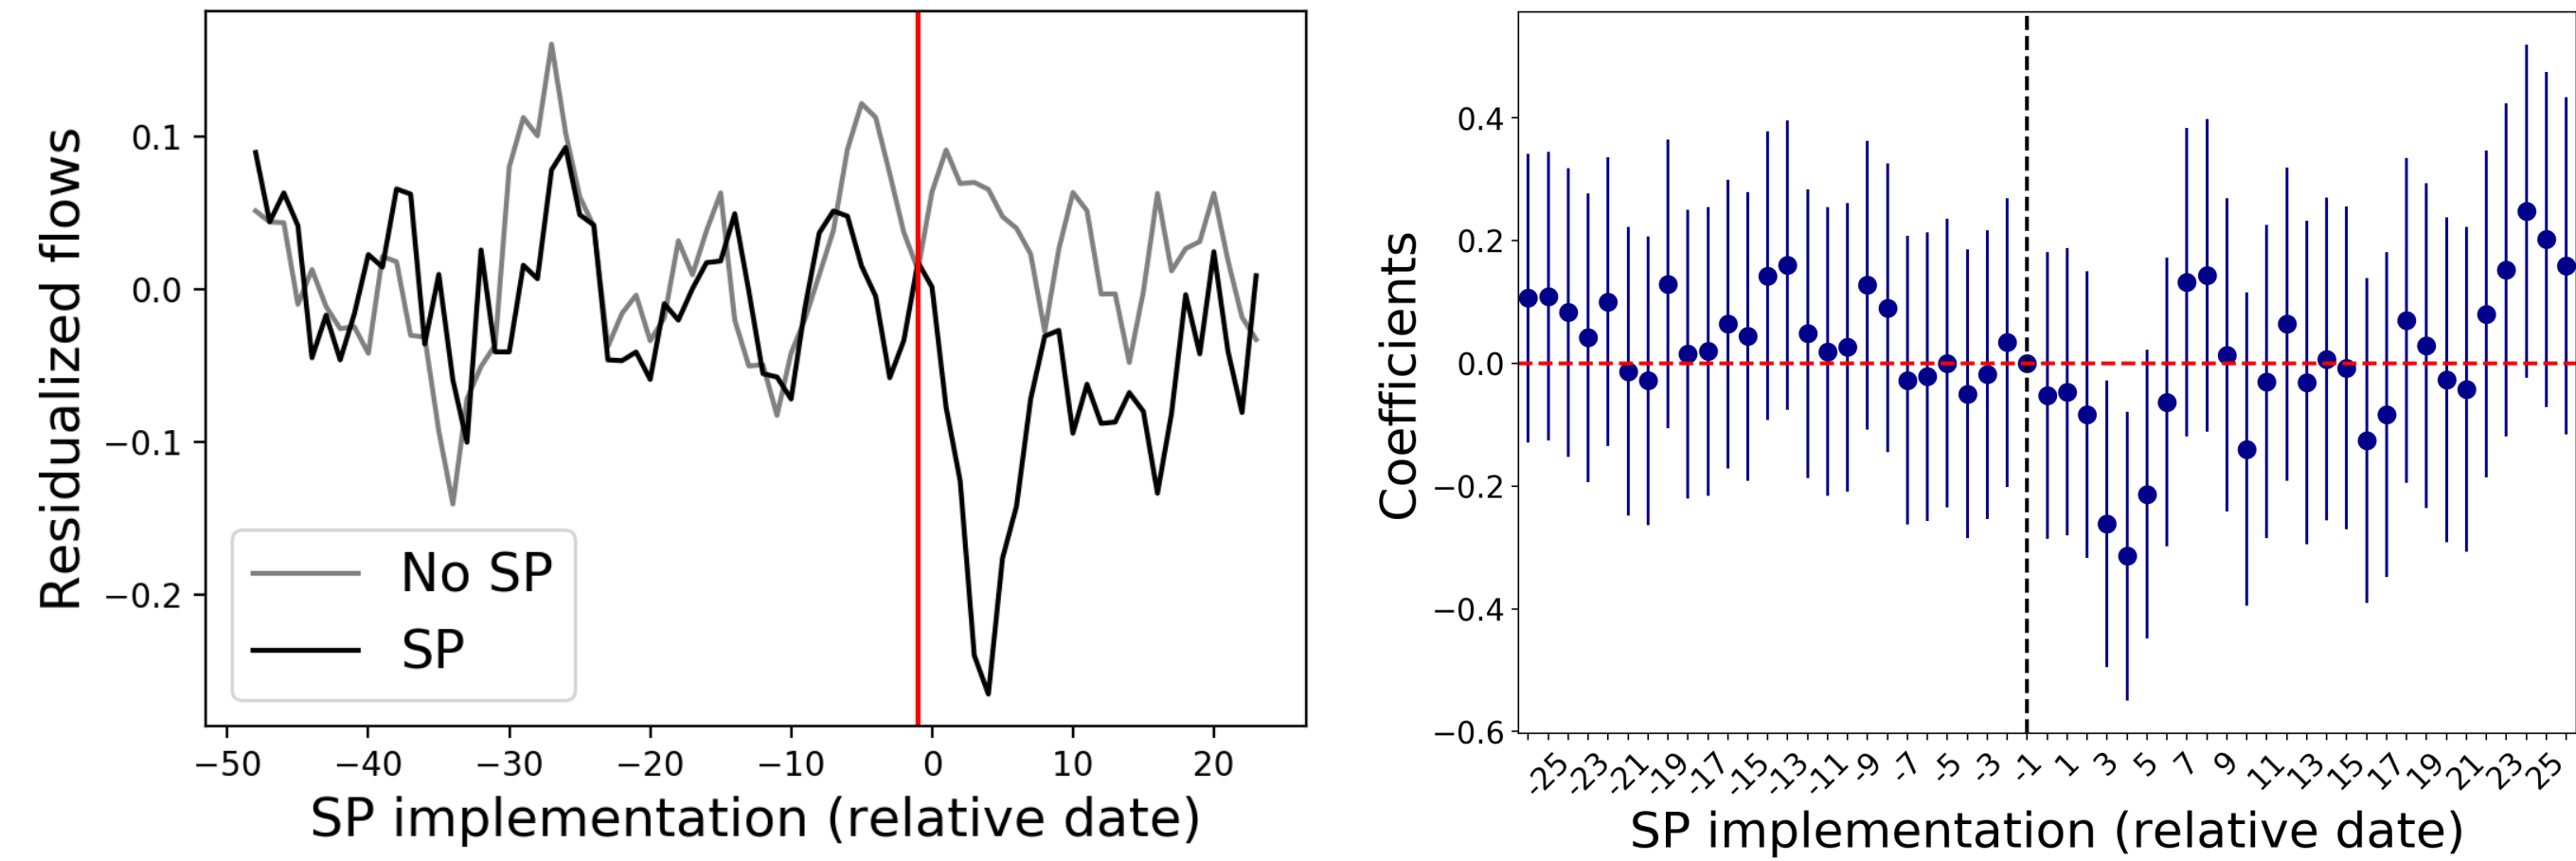 Residualized flows
0.1
0.0
−0.1
−0.2
No SP
SP
−50 −40 −30 −20 −10 0 10 20
SP implementation (relative date)
Coefficients
0.4
0.2
0.0
−0.2
−0.4
−0.6
-25 -23 -21 -19 -17 -15 -13 -11 -9 -7 -5 -3 -1 1 3 5 7 9 11 13 15 17 19 21 23 25
SP implementation (relative date)